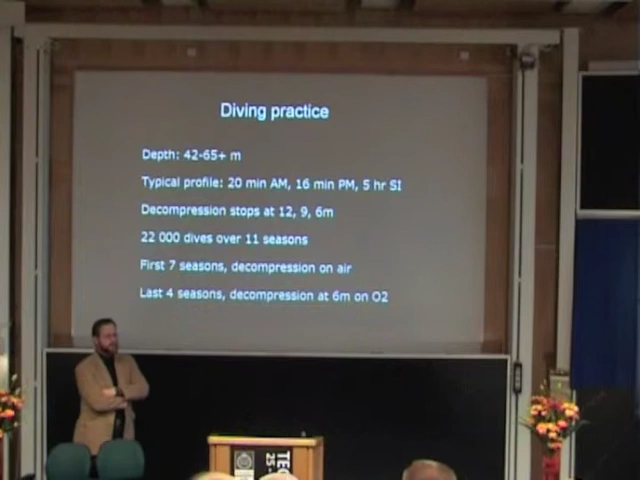 Diving practice
Depth: 42-65+ m
Typical profile: 20 min AM, 16 min PM, 5 hr SI
Decompression stops at 12, 9, 6m
22 000 dives over 11 seasons
First 7 seasons, decompression on air
Last 4 seasons, decompression at 6m on O2